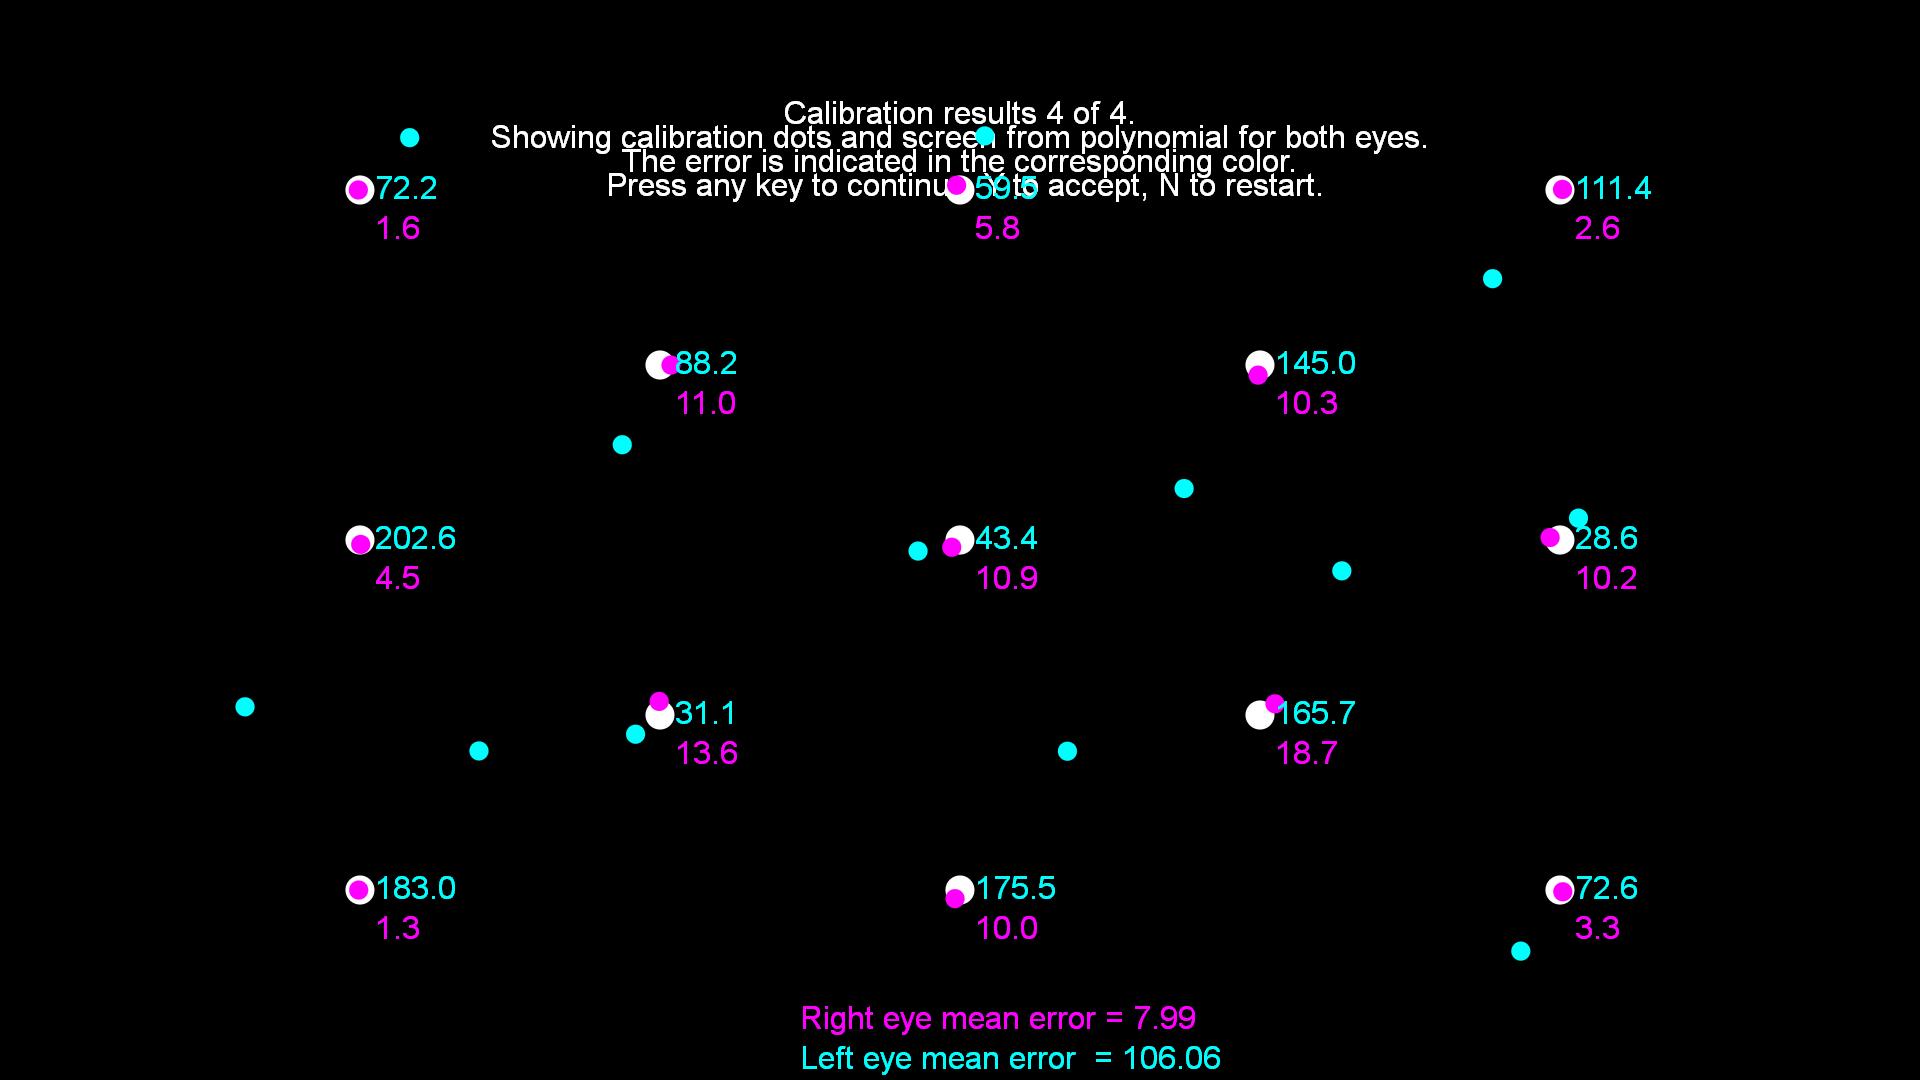 Calibration results 4 of 4.
Showing calibration dots and screen from polynomial for both eyes.
The error is indicated in the corresponding color.
Press any key to continue, Y to accept, N to restart.
72.2 59.5 111.4
1.6 5.8 2.6
88.2 145.0
11.0 10.3
202.6 43.4 28.6
4.5 10.9 10.2
31.1 165.7
13.6 18.7
183.0 175.5 72.6
1.3 10.0 3.3
Right eye mean error = 7.99
Left eye mean error = 106.06